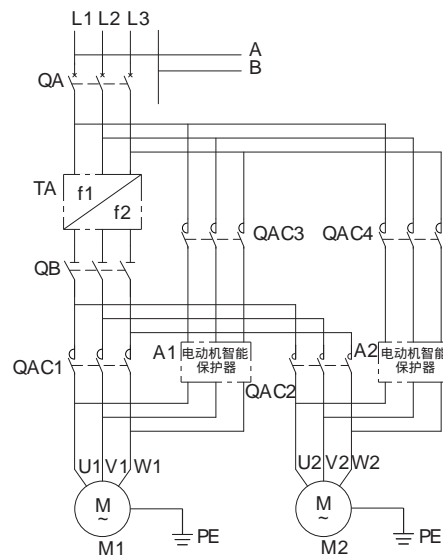 L1 L2 L3
A
B
QA
TA
f1
f2
QAC3
QAC4
QB
A1
电动机智能
保护器
A2
电动机智能
保护器
QAC1
QAC2
U1 V1 W1
U2 V2 W2
M
~
M
~
PE
PE
M1
M2